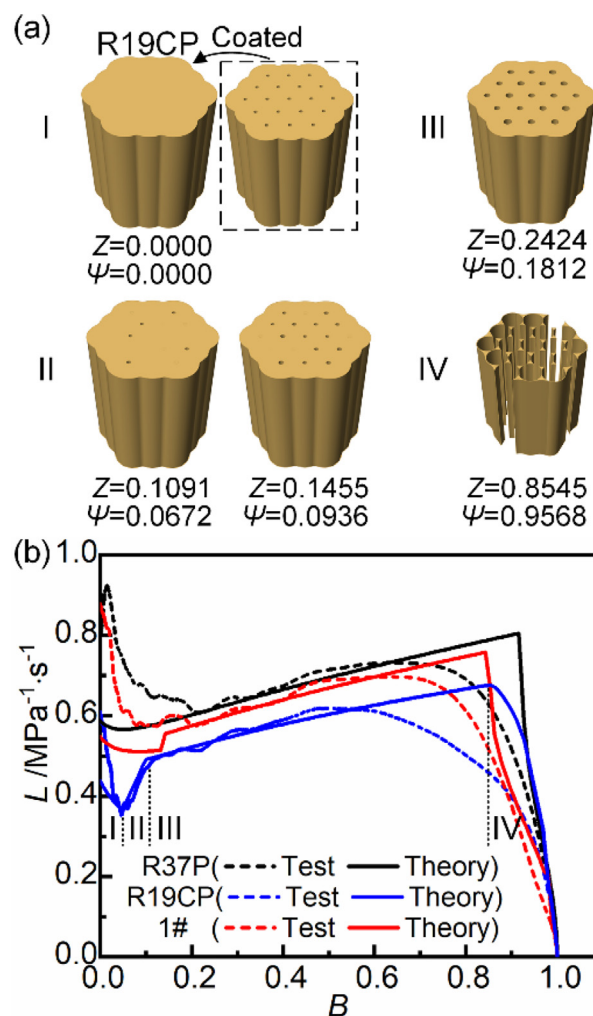 (a)
R19CP Coated
I
Z=0.0000
Ψ=0.0000
III
Z=0.2424
Ψ=0.1812
II
Z=0.1091
Ψ=0.0672
Z=0.1455
Ψ=0.0936
IV
Z=0.8545
Ψ=0.9568
(b)
L /MPa⁻¹·s⁻¹
1.0
0.8
0.6
0.4
0.2
0.0
I II III IV
R37P( Test Theory)
R19CP( Test Theory)
1# ( Test Theory)
0.0 0.2 0.4 0.6 0.8 1.0
B